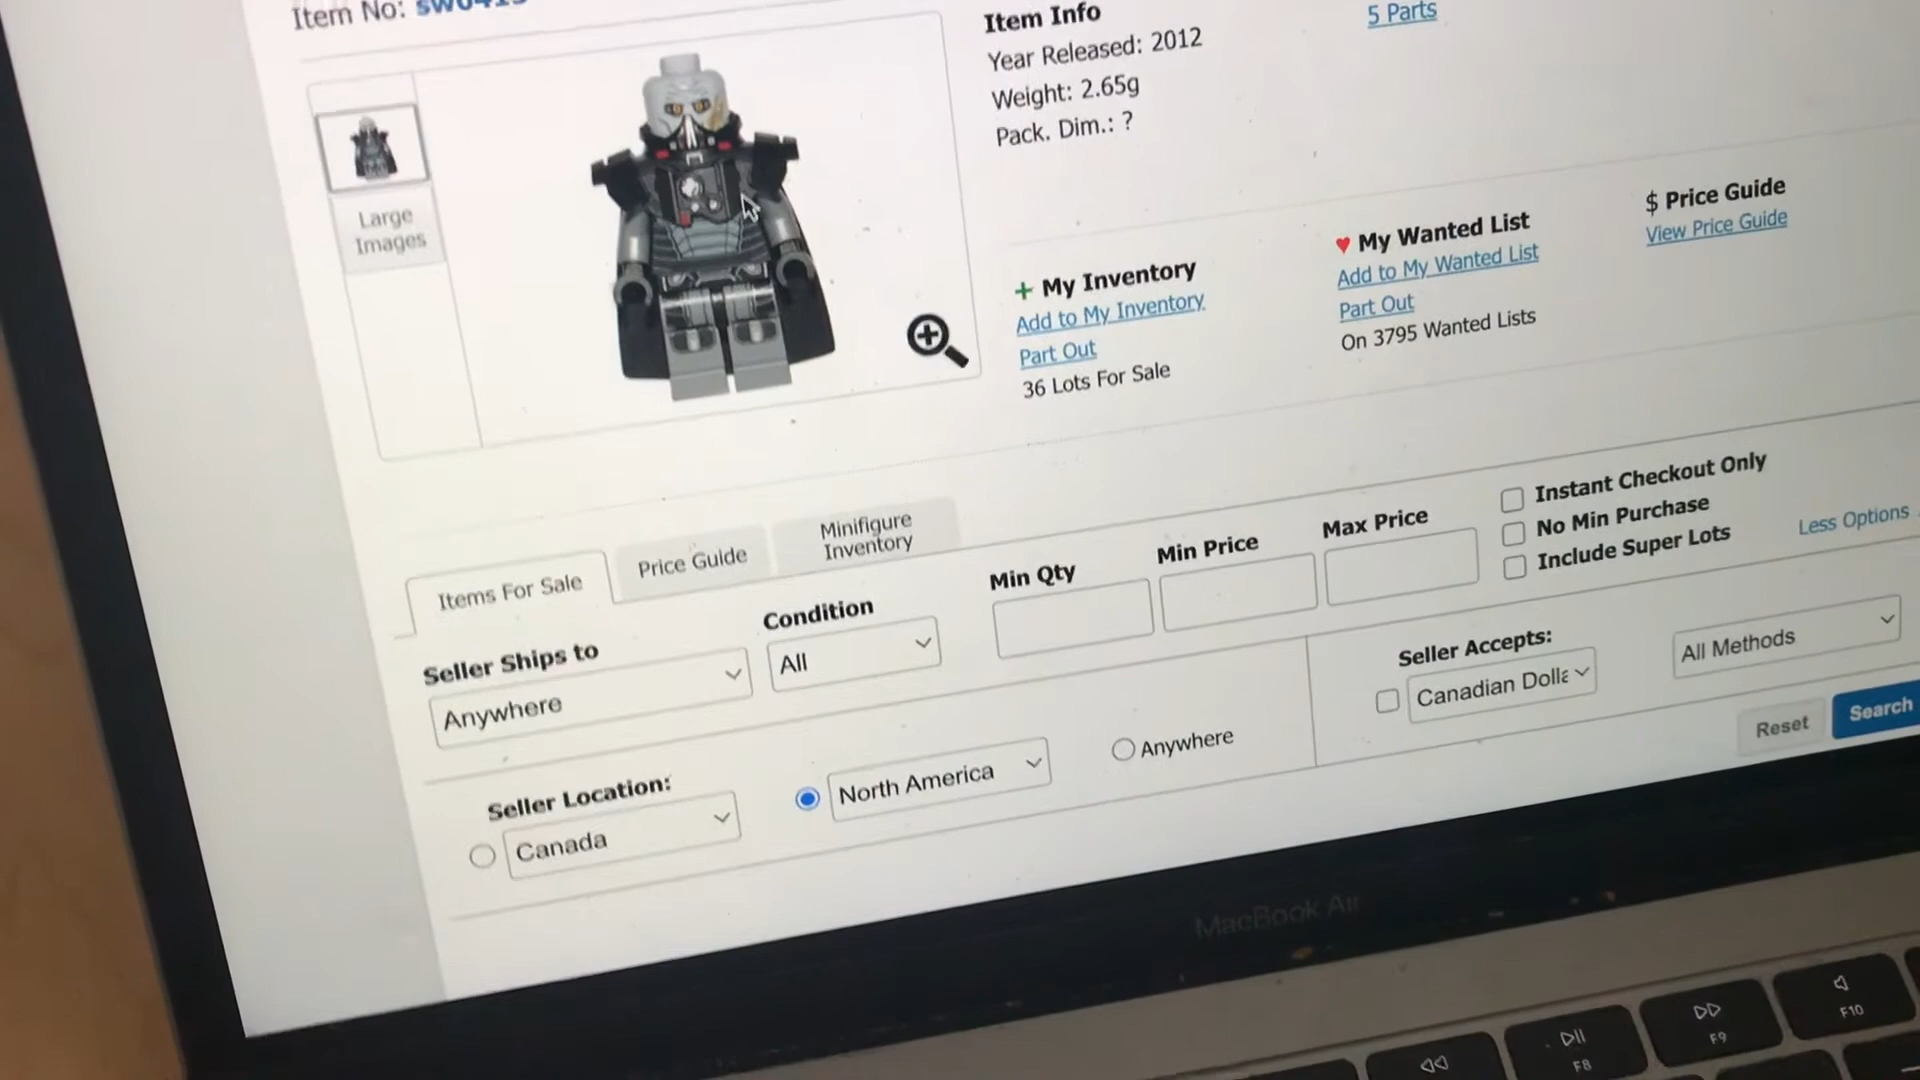 Item No: sw0413
Item Info
Year Released: 2012
Weight: 2.65g
Pack. Dim.: ?
5 Parts
Large
Images
+ My Inventory
Add to My Inventory
Part Out
36 Lots For Sale
♥ My Wanted List
Add to My Wanted List
Part Out
On 3795 Wanted Lists
$ Price Guide
View Price Guide
Items For Sale
Price Guide
Minifigure
Inventory
Seller Ships to
Anywhere
Condition
All
Min Qty
Min Price
Max Price
Instant Checkout Only
No Min Purchase
Include Super Lots
Less Options
Seller Location:
Canada
North America
Anywhere
Seller Accepts:
Canadian Dolla
All Methods
Reset
Search
MacBook Air
F8
F9
F10